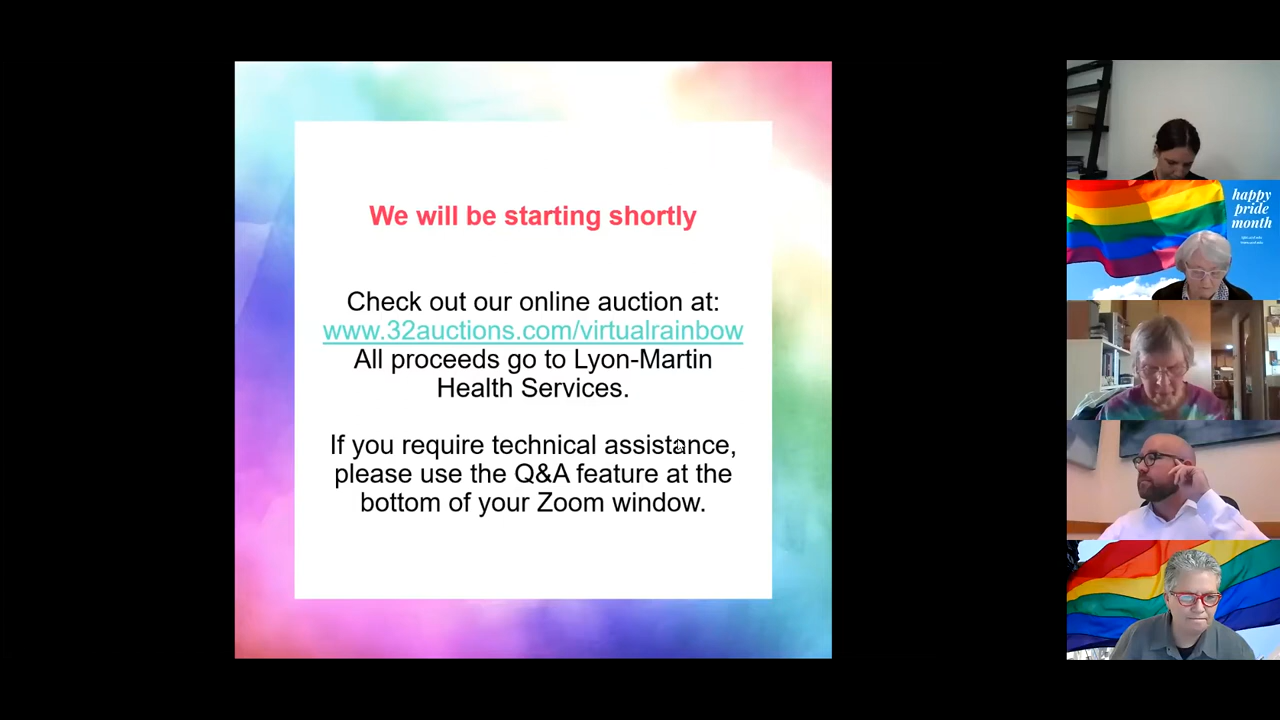 We will be starting shortly
Check out our online auction at:
www.32auctions.com/virtualrainbow
All proceeds go to Lyon-Martin
Health Services.
If you require technical assistance,
please use the Q&A feature at the
bottom of your Zoom window.
happy
pride
month